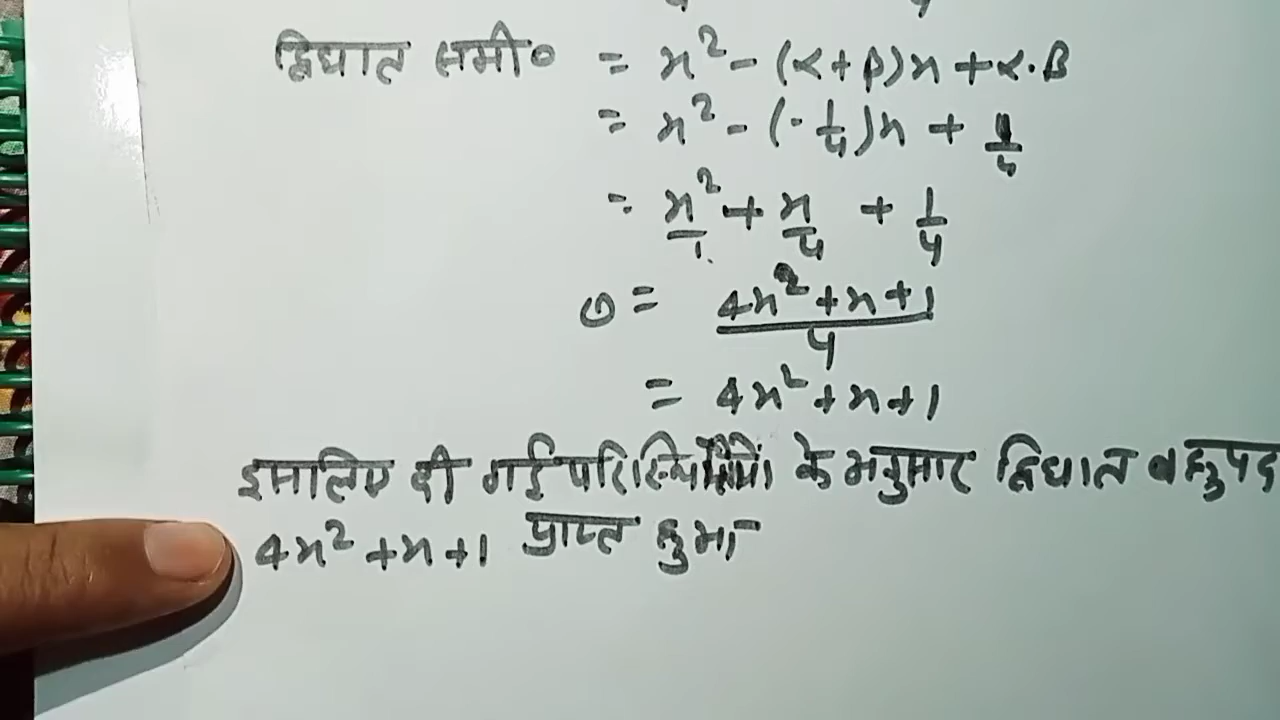 द्विघात समी० = x² - (α+β)x + α.β
= x² - (-1/4)x + 1/4
= x²/1 + x/4 + 1/4
0 = 4x² + x + 1 / 4
= 4x² + x + 1
इसलिए दी गई के अनुसार द्विघात बहुपद
4x² + x + 1 प्राप्त हुआ